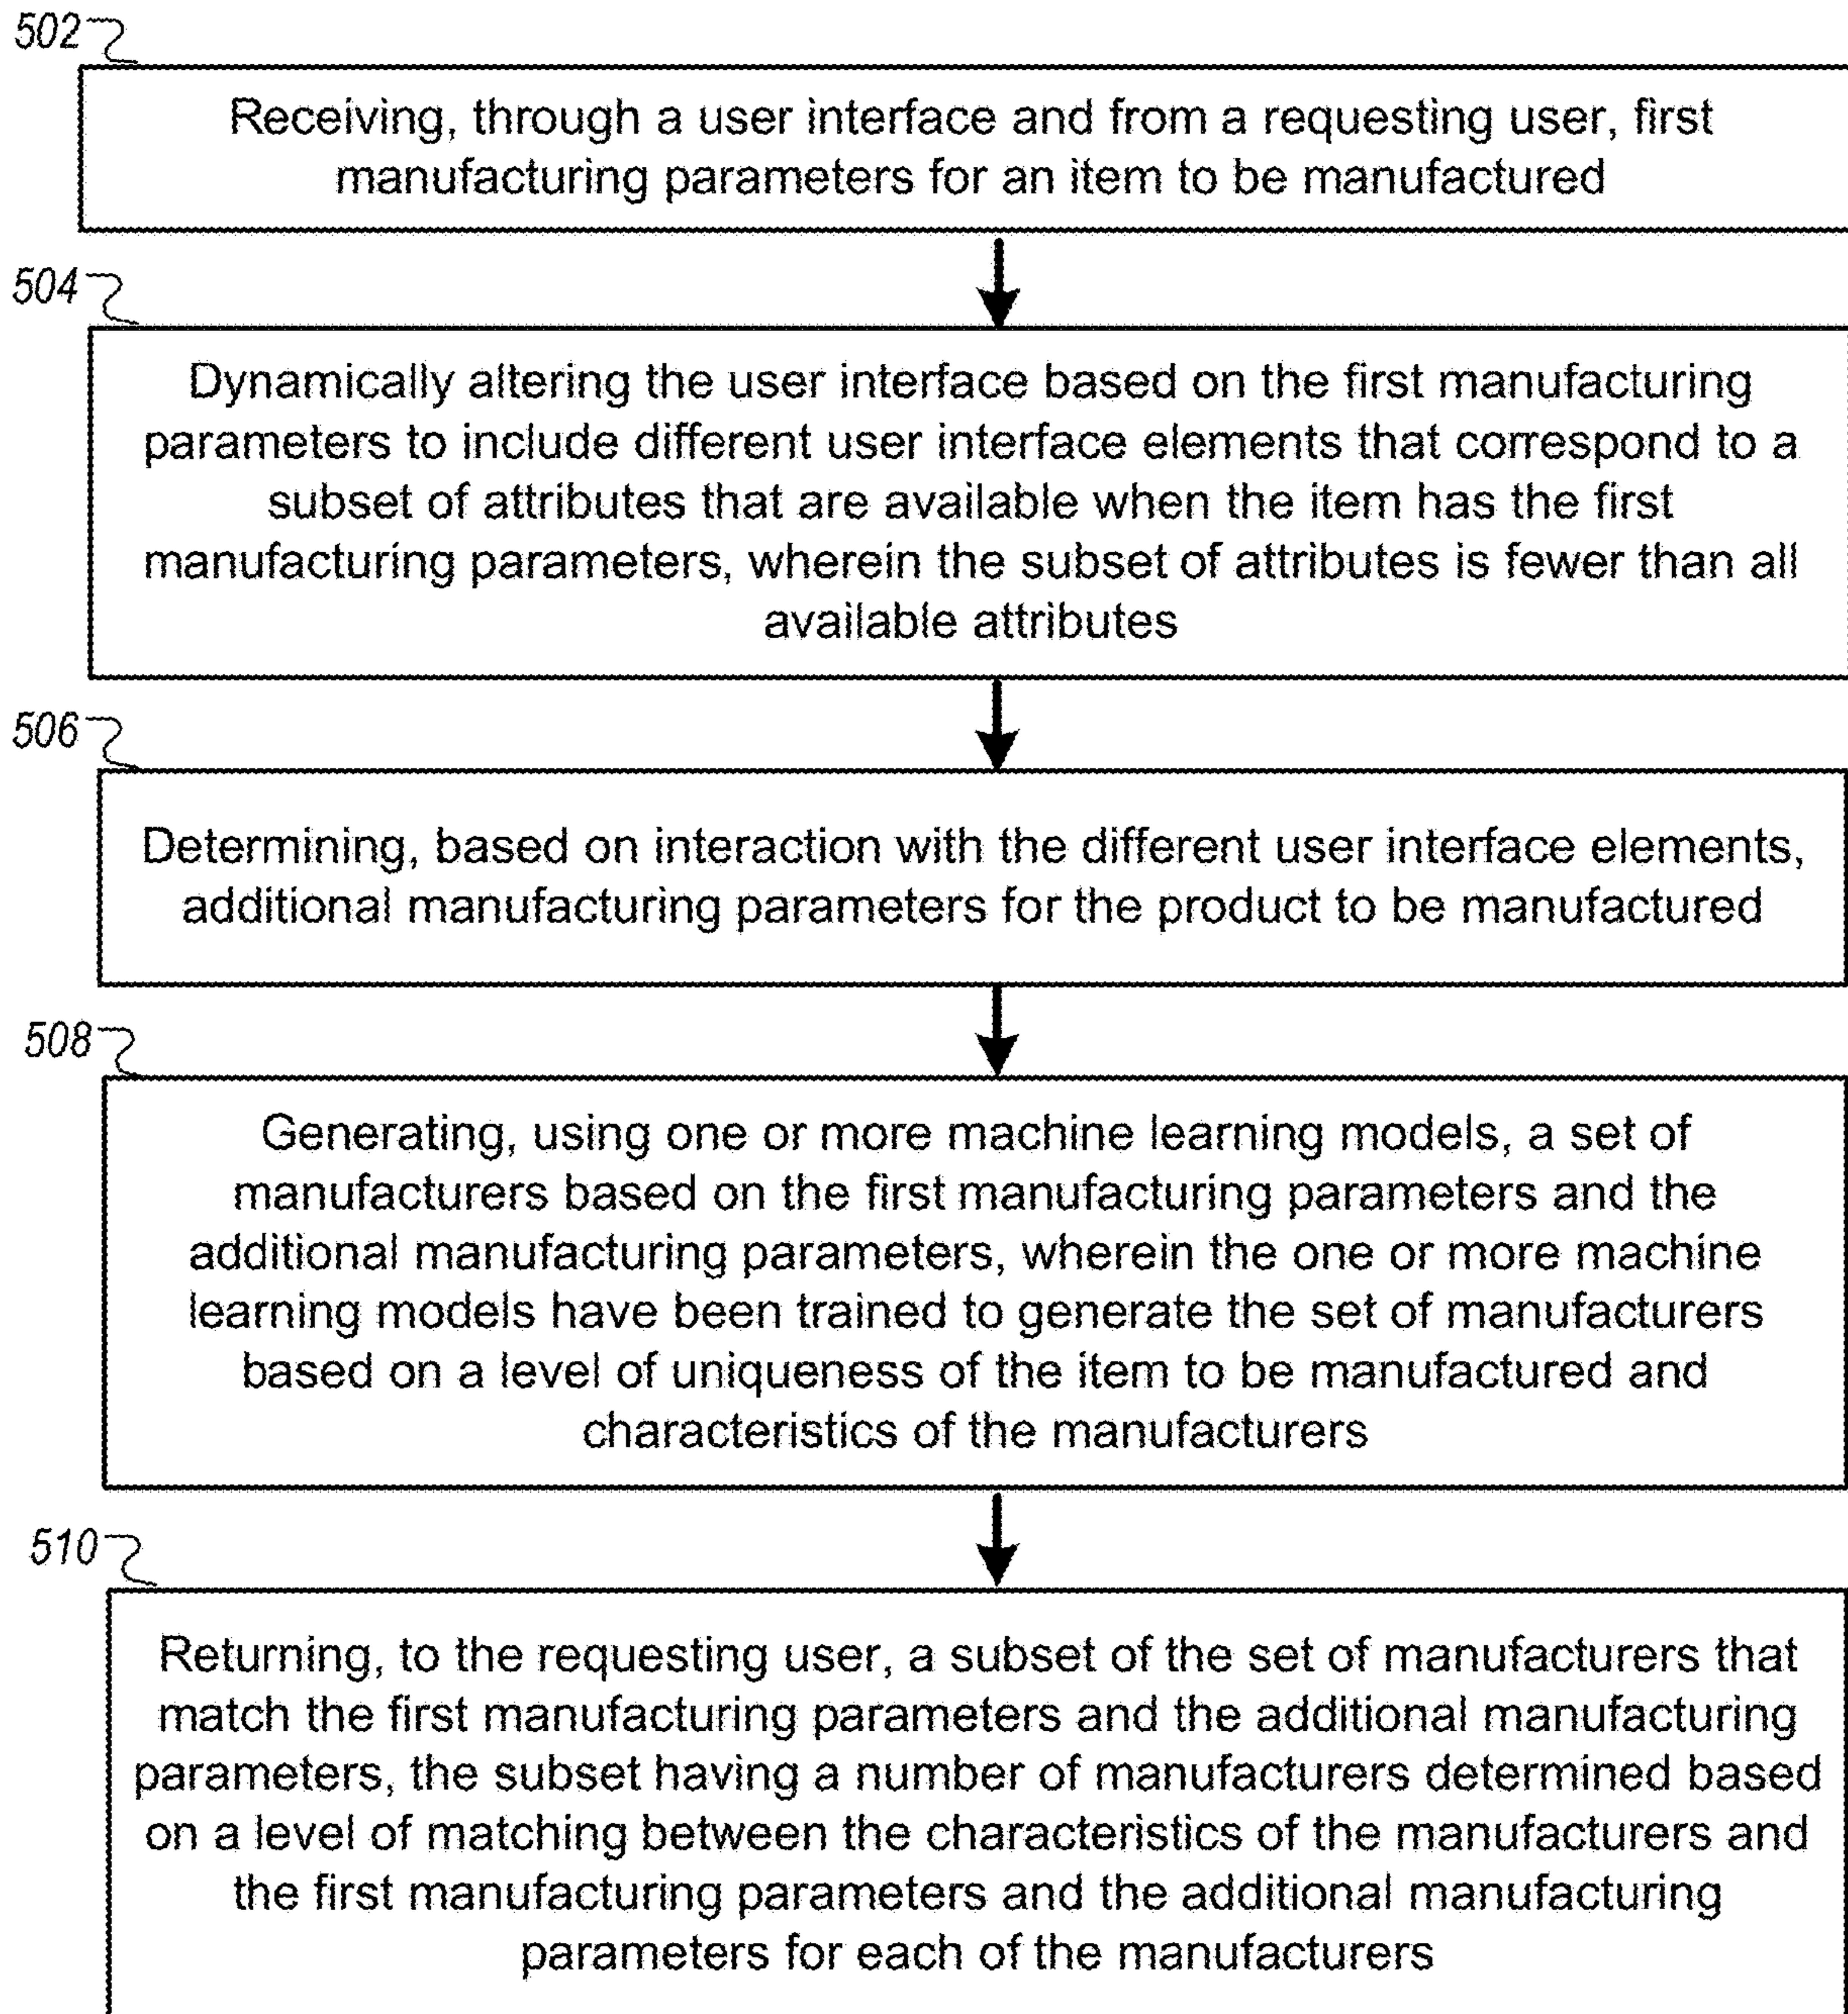 502
Receiving, through a user interface and from a requesting user, first
manufacturing parameters for an item to be manufactured
504
Dynamically altering the user interface based on the first manufacturing
parameters to include different user interface elements that correspond to a
subset of attributes that are available when the item has the first
manufacturing parameters, wherein the subset of attributes is fewer than all
available attributes
506
Determining, based on interaction with the different user interface elements,
additional manufacturing parameters for the product to be manufactured
508
Generating, using one or more machine learning models, a set of
manufacturers based on the first manufacturing parameters and the
additional manufacturing parameters, wherein the one or more machine
learning models have been trained to generate the set of manufacturers
based on a level of uniqueness of the item to be manufactured and
characteristics of the manufacturers
510
Returning, to the requesting user, a subset of the set of manufacturers that
match the first manufacturing parameters and the additional manufacturing
parameters, the subset having a number of manufacturers determined based
on a level of matching between the characteristics of the manufacturers and
the first manufacturing parameters and the additional manufacturing
parameters for each of the manufacturers